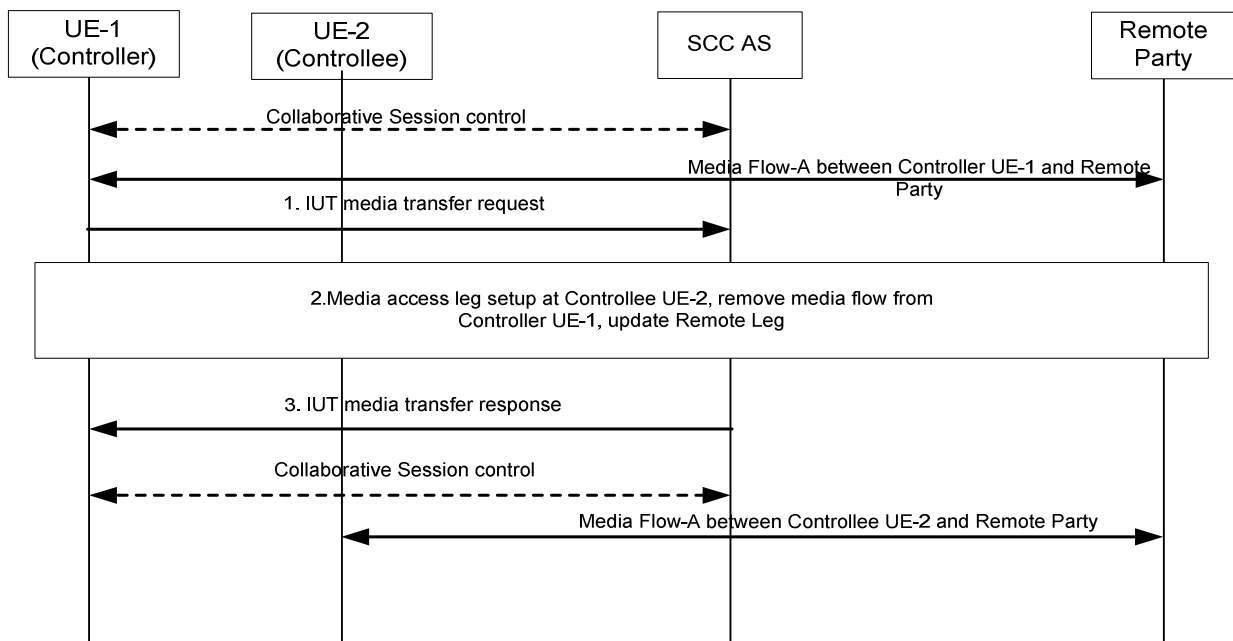 UE-1
(Controller)
UE-2
(Controllee)
SCC AS
Remote
Party
Collaborative Session control
Media Flow-A between Controller UE-1 and Remote
Party
1. IUT media transfer request
2.Media access leg setup at Controllee UE-2, remove media flow from
Controller UE-1, update Remote Leg
3. IUT media transfer response
Collaborative Session control
Media Flow-A between Controllee UE-2 and Remote Party